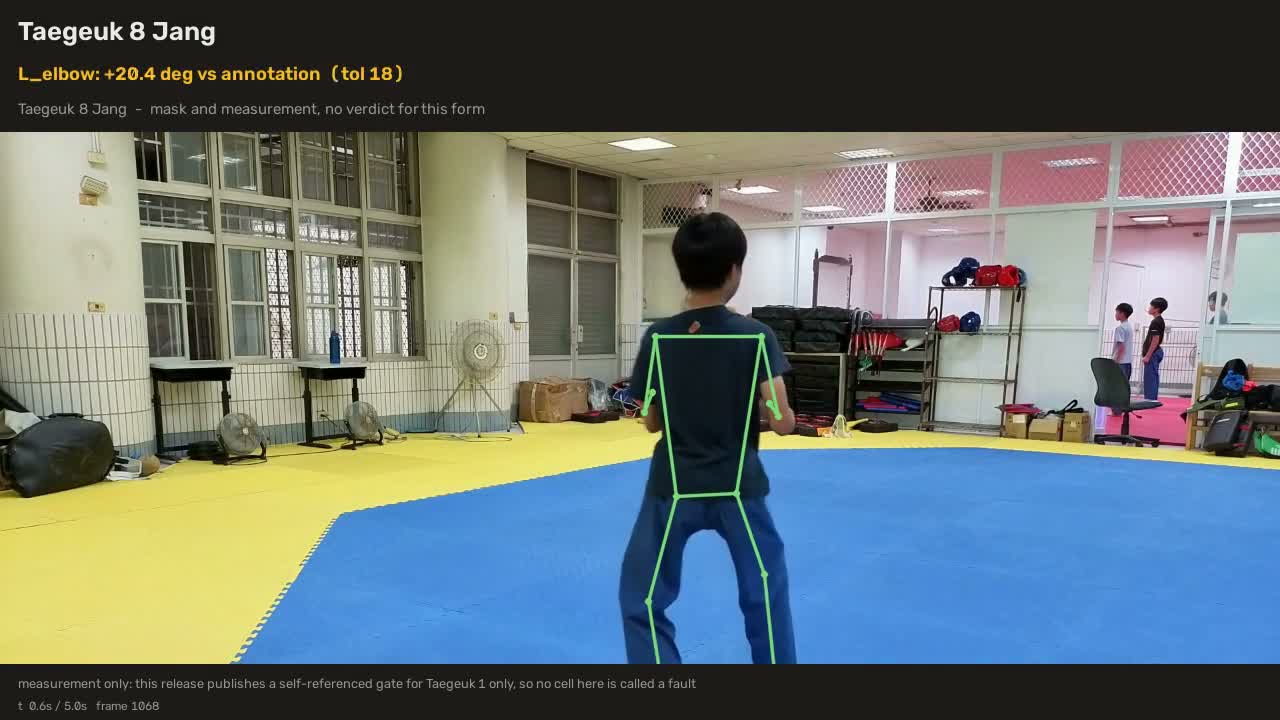 Taegeuk 8 Jang
L_elbow: +20.4 deg vs annotation (tol 18)
Taegeuk 8 Jang - mask and measurement, no verdict for this form
measurement only: this release publishes a self-referenced gate for Taegeuk 1 only, so no cell here is called a fault
t 0.6s / 5.0s frame 1068